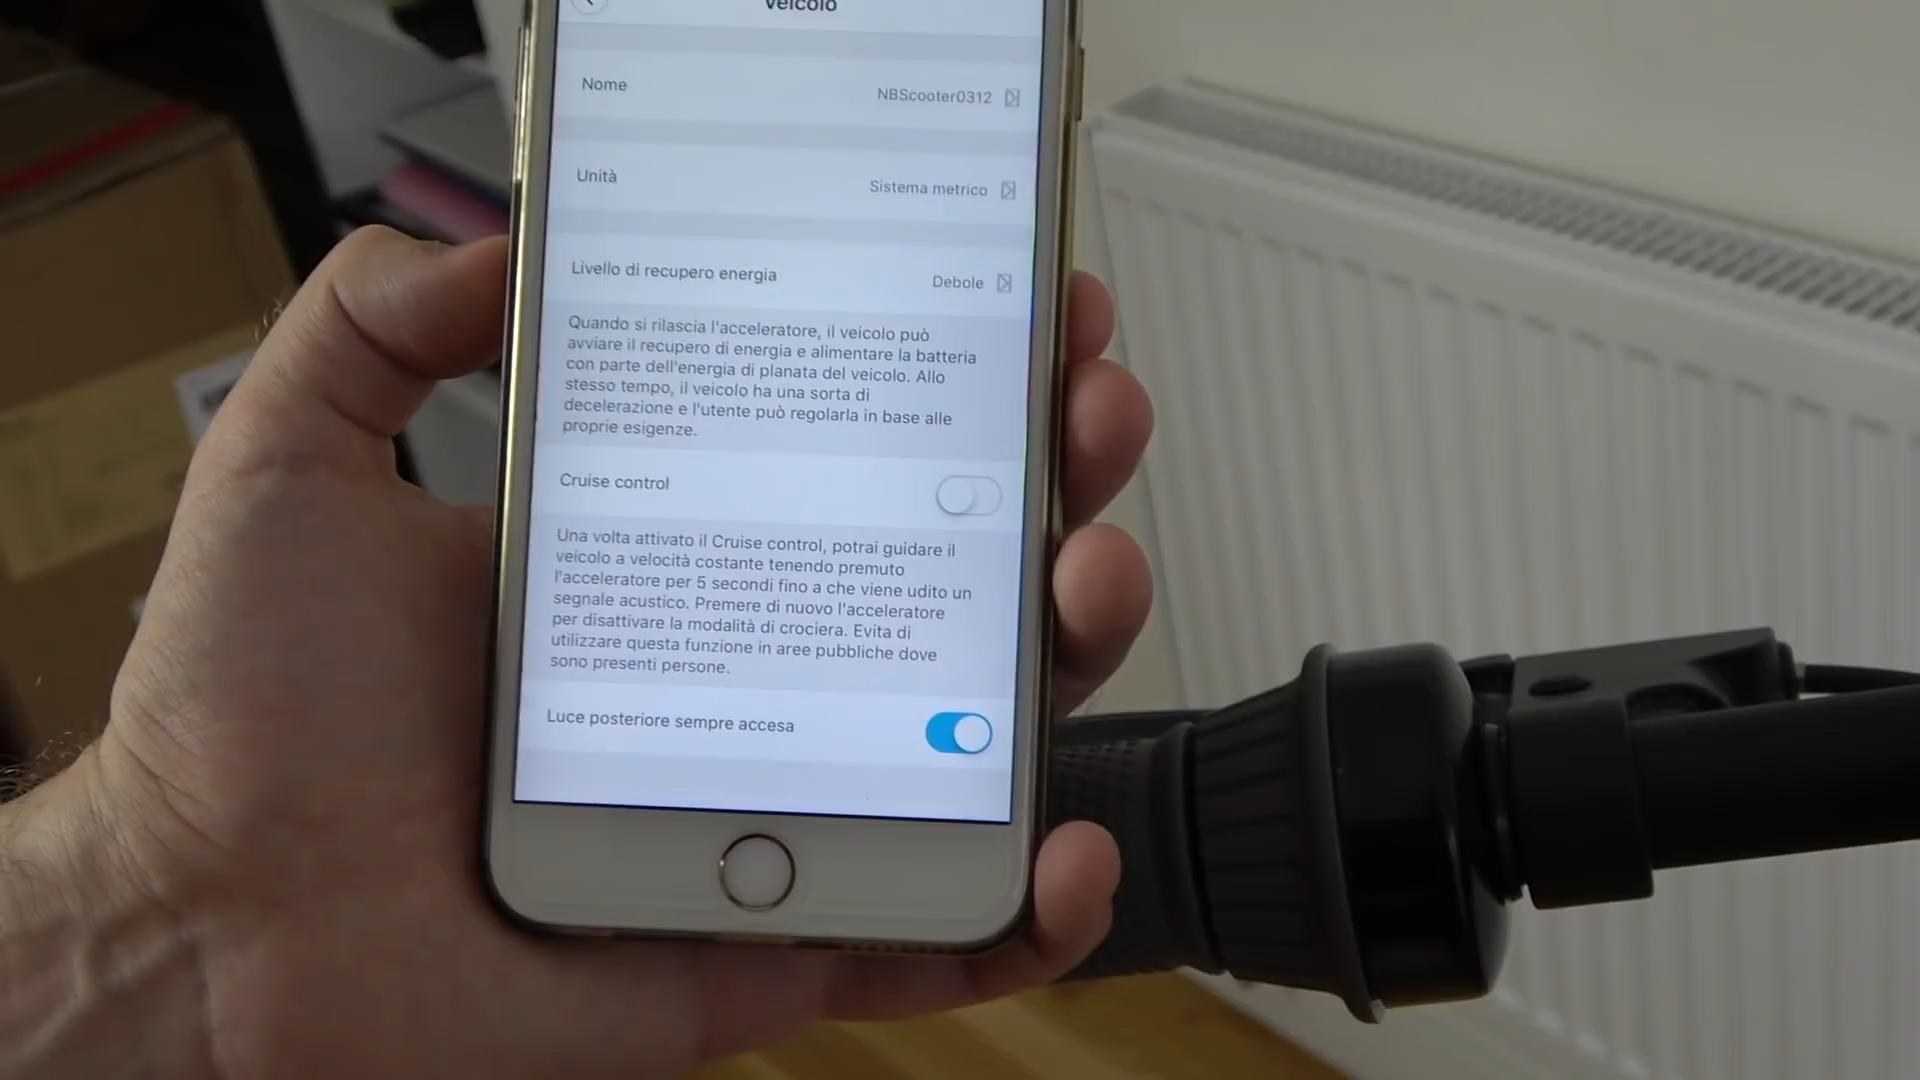 Veicolo
Nome
NBScooter0312
Unità
Sistema metrico
Livello di recupero energia
Debole
Quando si rilascia l'acceleratore, il veicolo può
avviare il recupero di energia e alimentare la batteria
con parte dell'energia di planata del veicolo. Allo
stesso tempo, il veicolo ha una sorta di
decelerazione e l'utente può regolarla in base alle
proprie esigenze.
Cruise control
Una volta attivato il Cruise control, potrai guidare il
veicolo a velocità costante tenendo premuto
l'acceleratore per 5 secondi fino a che viene udito un
segnale acustico. Premere di nuovo l'acceleratore
per disattivare la modalità di crociera. Evita di
utilizzare questa funzione in aree pubbliche dove
sono presenti persone.
Luce posteriore sempre accesa